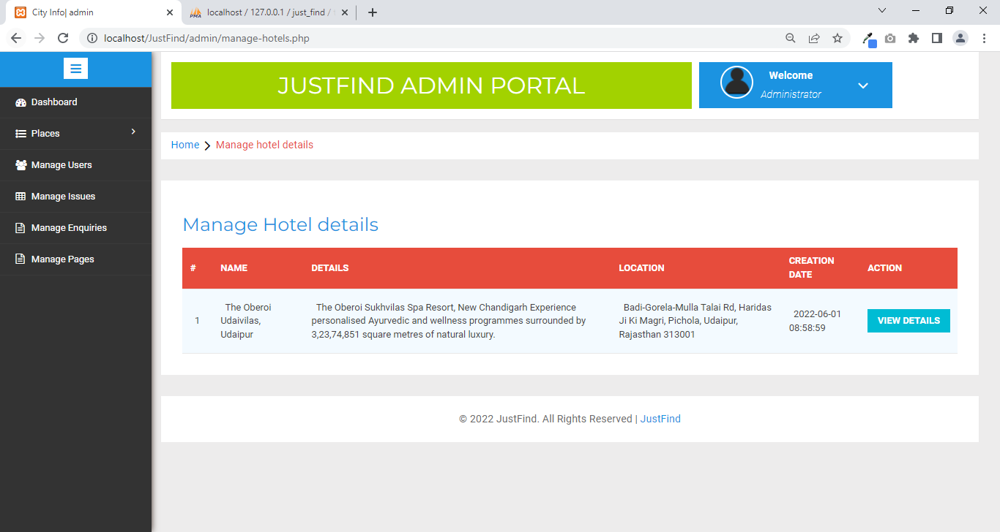 City Info| admin
localhost / 127.0.0.1 / just_find /
localhost/JustFind/admin/manage-hotels.php
JUSTFIND ADMIN PORTAL
Welcome
Administrator
Dashboard
Places
Manage Users
Manage Issues
Manage Enquiries
Manage Pages
Home
Manage hotel details
Manage Hotel details
# NAME DETAILS LOCATION CREATION DATE ACTION
1
The Oberoi
Udaivilas,
Udaipur
The Oberoi Sukhvilas Spa Resort, New Chandigarh Experience
personalised Ayurvedic and wellness programmes surrounded by
3,23,74,851 square metres of natural luxury.
Badi-Gorela-Mulla Talai Rd, Haridas
Ji Ki Magri, Pichola, Udaipur,
Rajasthan 313001
2022-06-01
08:58:59
VIEW DETAILS
© 2022 JustFind. All Rights Reserved | JustFind